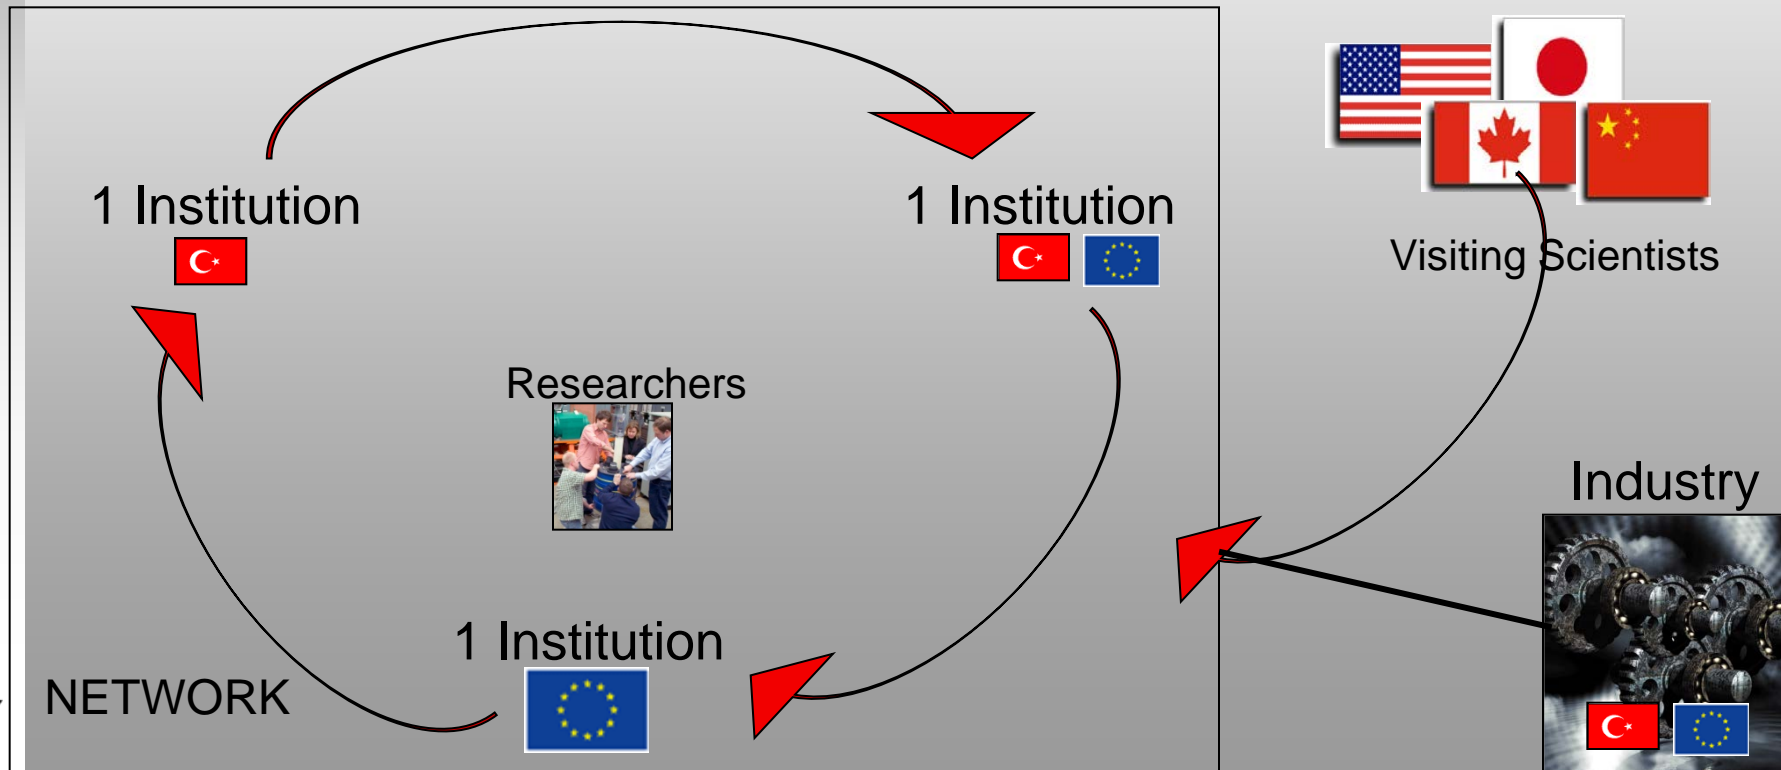 1 Institution
1 Institution
Visiting Scientists
Researchers
Industry
1 Institution
NETWORK